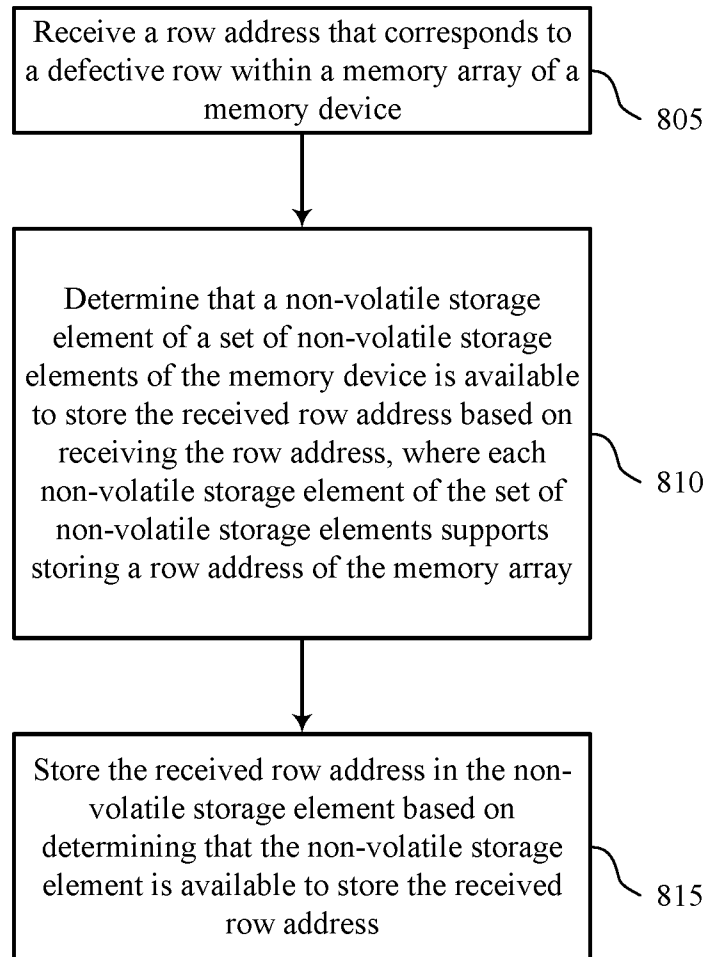 Receive a row address that corresponds to
a defective row within a memory array of a
memory device
805
Determine that a non-volatile storage
element of a set of non-volatile storage
elements of the memory device is available
to store the received row address based on
receiving the row address, where each
non-volatile storage element of the set of
non-volatile storage elements supports
storing a row address of the memory array
810
Store the received row address in the non-
volatile storage element based on
determining that the non-volatile storage
element is available to store the received
row address
815